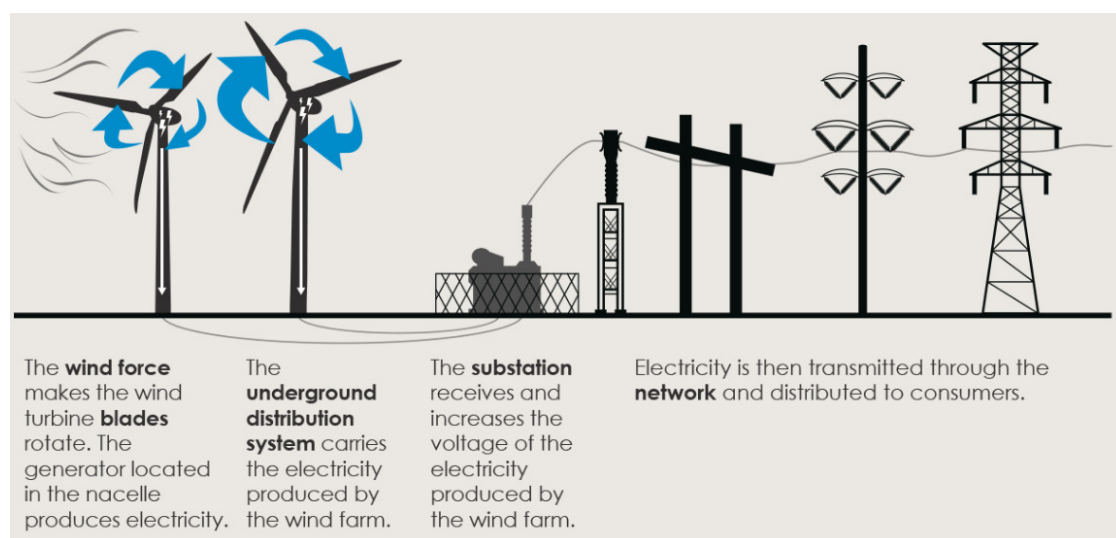 The wind force
makes the wind
turbine blades
rotate. The
generator located
in the nacelle
produces electricity.
The
underground
distribution
system carries
the electricity
produced by
the wind farm.
The substation
receives and
increases the
voltage of the
electricity
produced by
the wind farm.
Electricity is then transmitted through the
network and distributed to consumers.